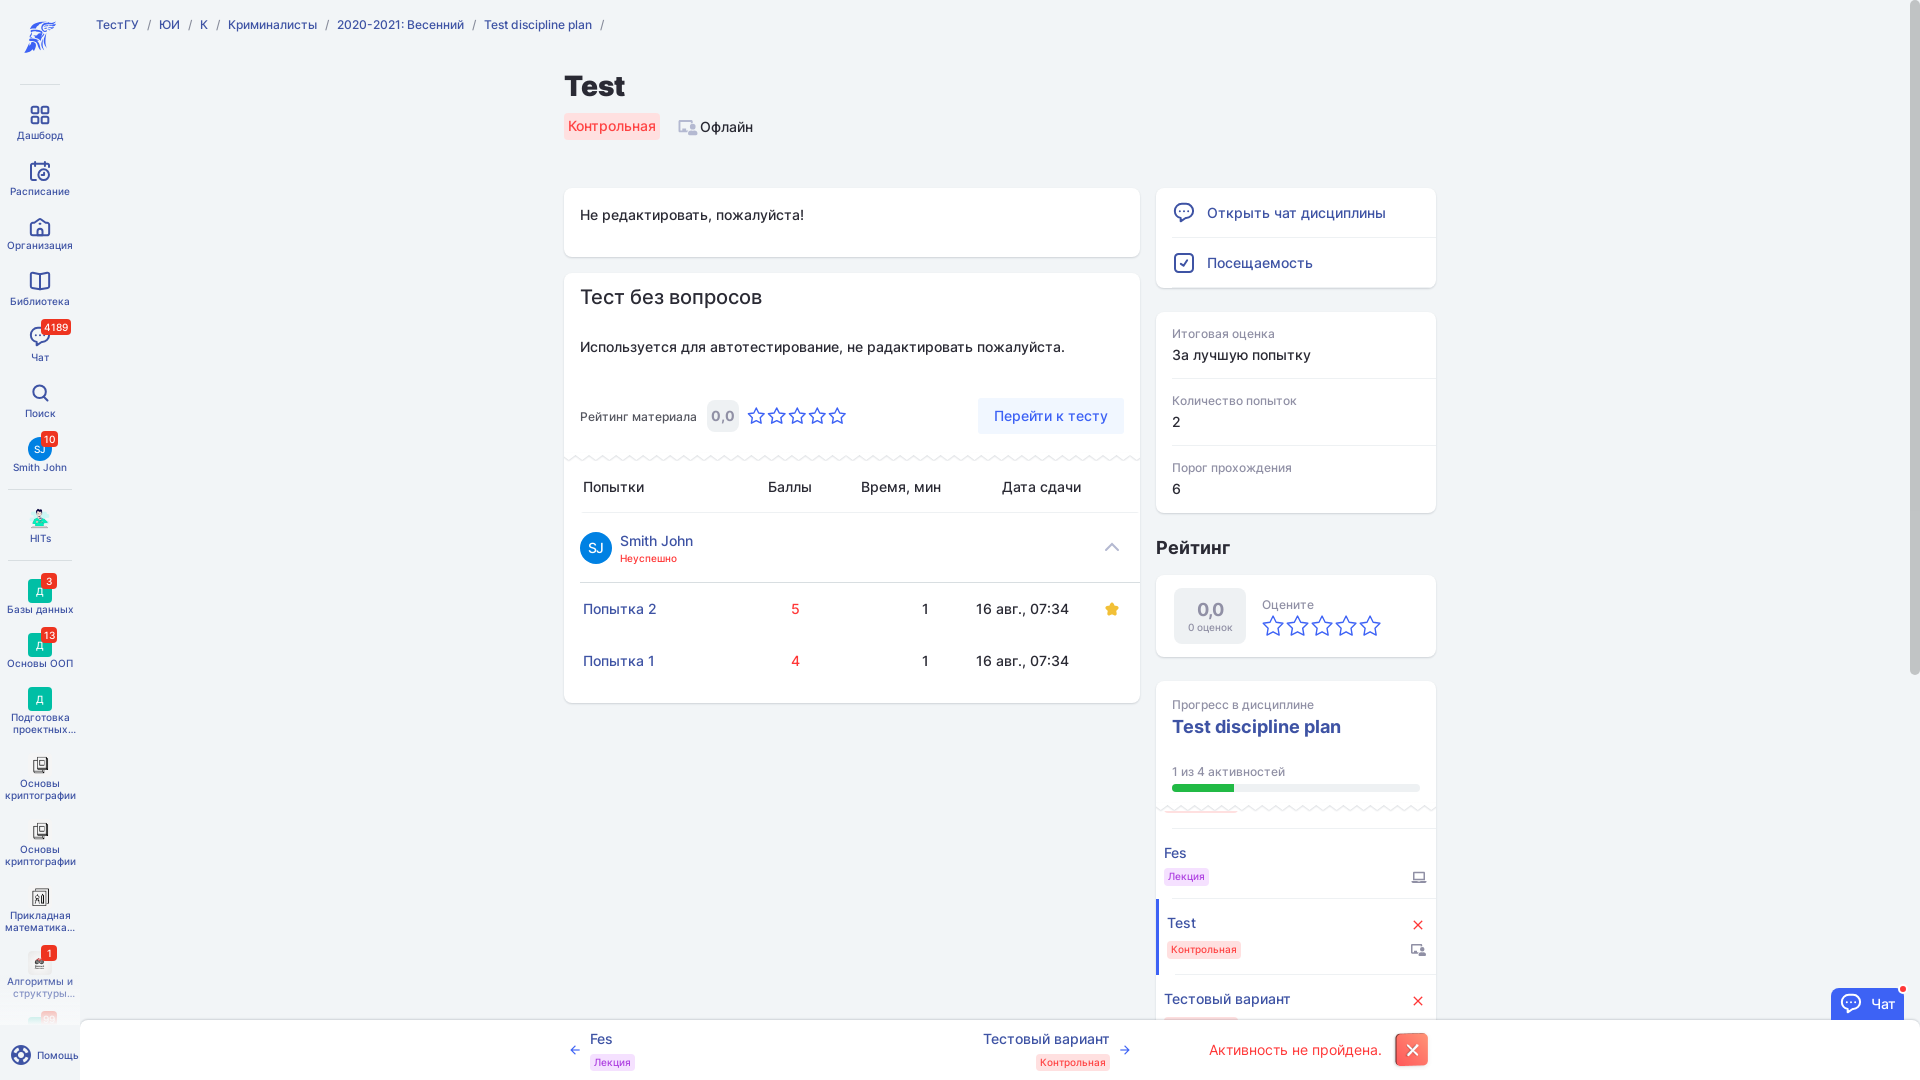 ТестГУ / ЮИ / К / Криминалисты / 2020-2021: Весенний / Test discipline plan /
Дашборд
Расписание
Организация
Библиотека
4189
Чат
Поиск
SJ
10
Smith John
HITs
Д
3
Базы данных
Д
13
Основы ООП
Д
Подготовка
проектных...
Основы
криптографии
Основы
криптографии
Прикладная
математика...
1
Алгоритмы и
структуры...
Помощь
Test
Контрольная
Офлайн
Не редактировать, пожалуйста!
Тест без вопросов
Используется для автотестирование, не радактировать пожалуйста.
Рейтинг материала 0,0
Перейти к тесту
Попытки Баллы Время, мин Дата сдачи
SJ
Smith John
Неуспешно
Попытка 2 5 1 16 авг., 07:34
Попытка 1 4 1 16 авг., 07:34
Открыть чат дисциплины
Посещаемость
Итоговая оценка
За лучшую попытку
Количество попыток
2
Порог прохождения
6
Рейтинг
0,0
0 оценок
Оцените
Прогресс в дисциплине
Test discipline plan
1 из 4 активностей
Fes
Лекция
Test
Контрольная
Тестовый вариант
Чат
Fes
Лекция
Тестовый вариант
Контрольная
Активность не пройдена.